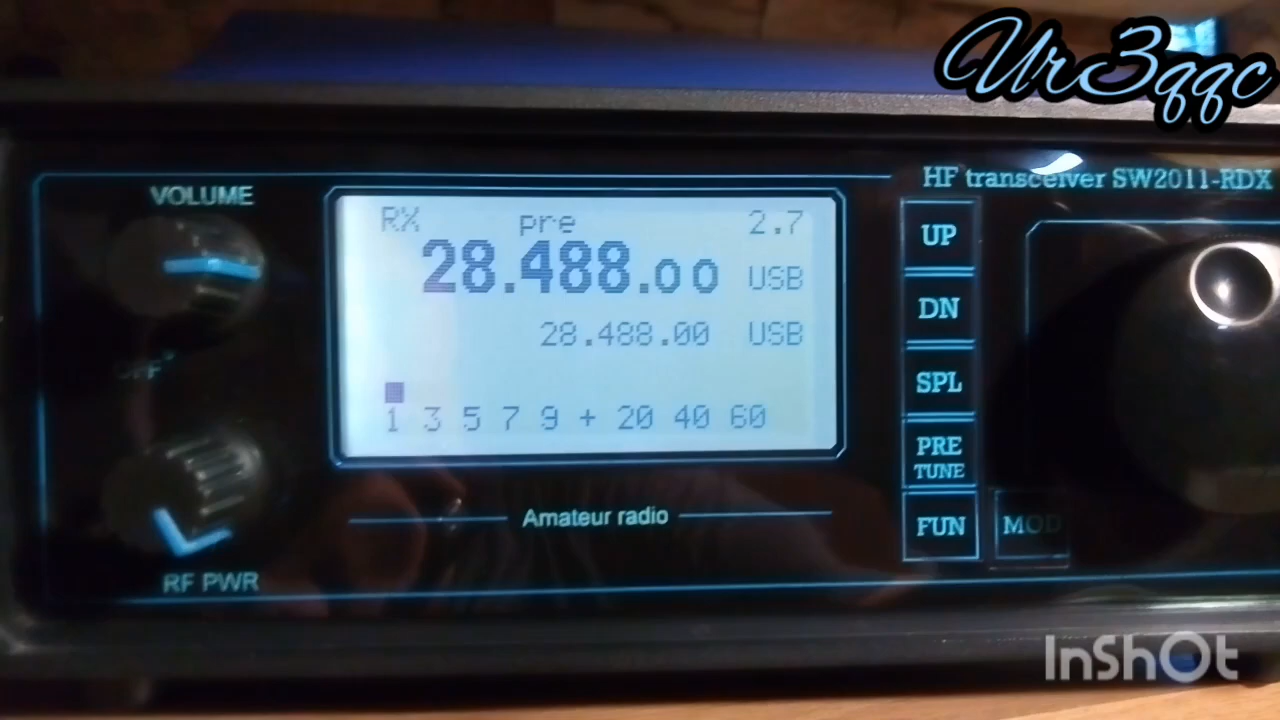 Ur3qqc
HF transceiver SW2011-RDX
VOLUME
RX pre 2.7
28.488.00 USB
28.488.00 USB
1 3 5 7 9 + 20 40 60
UP
DN
SPL
PRE
TUNE
FUN
MOD
Amateur radio
RF PWR
InShOt